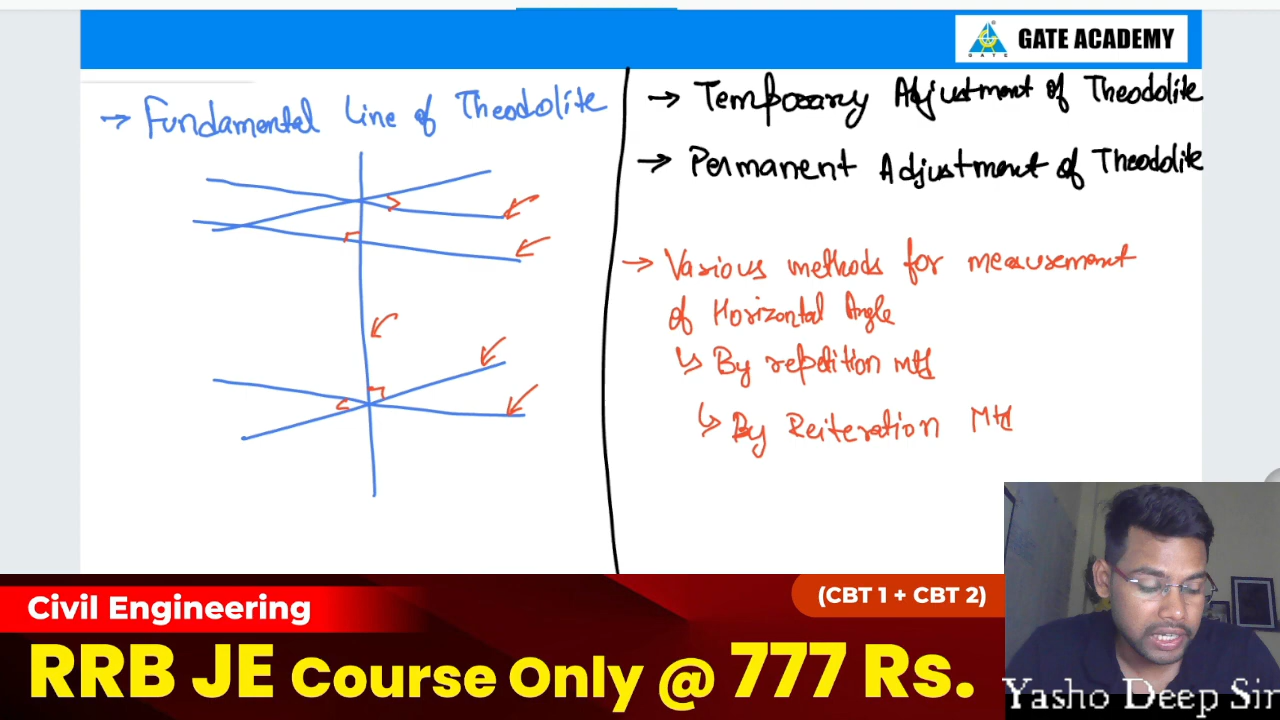 GATE ACADEMY
GATE
→ Fundamental Line of Theodolite
→ Temporary Adjustment of Theodolite
→ Permanent Adjustment of Theodolite
→ Various methods for measurement
of Horizontal Angle
↳ By repetition mtd
↳ By Reiteration Mtd
Civil Engineering
(CBT 1 + CBT 2)
RRB JE Course Only @ 777 Rs.
Yasho Deep Sir